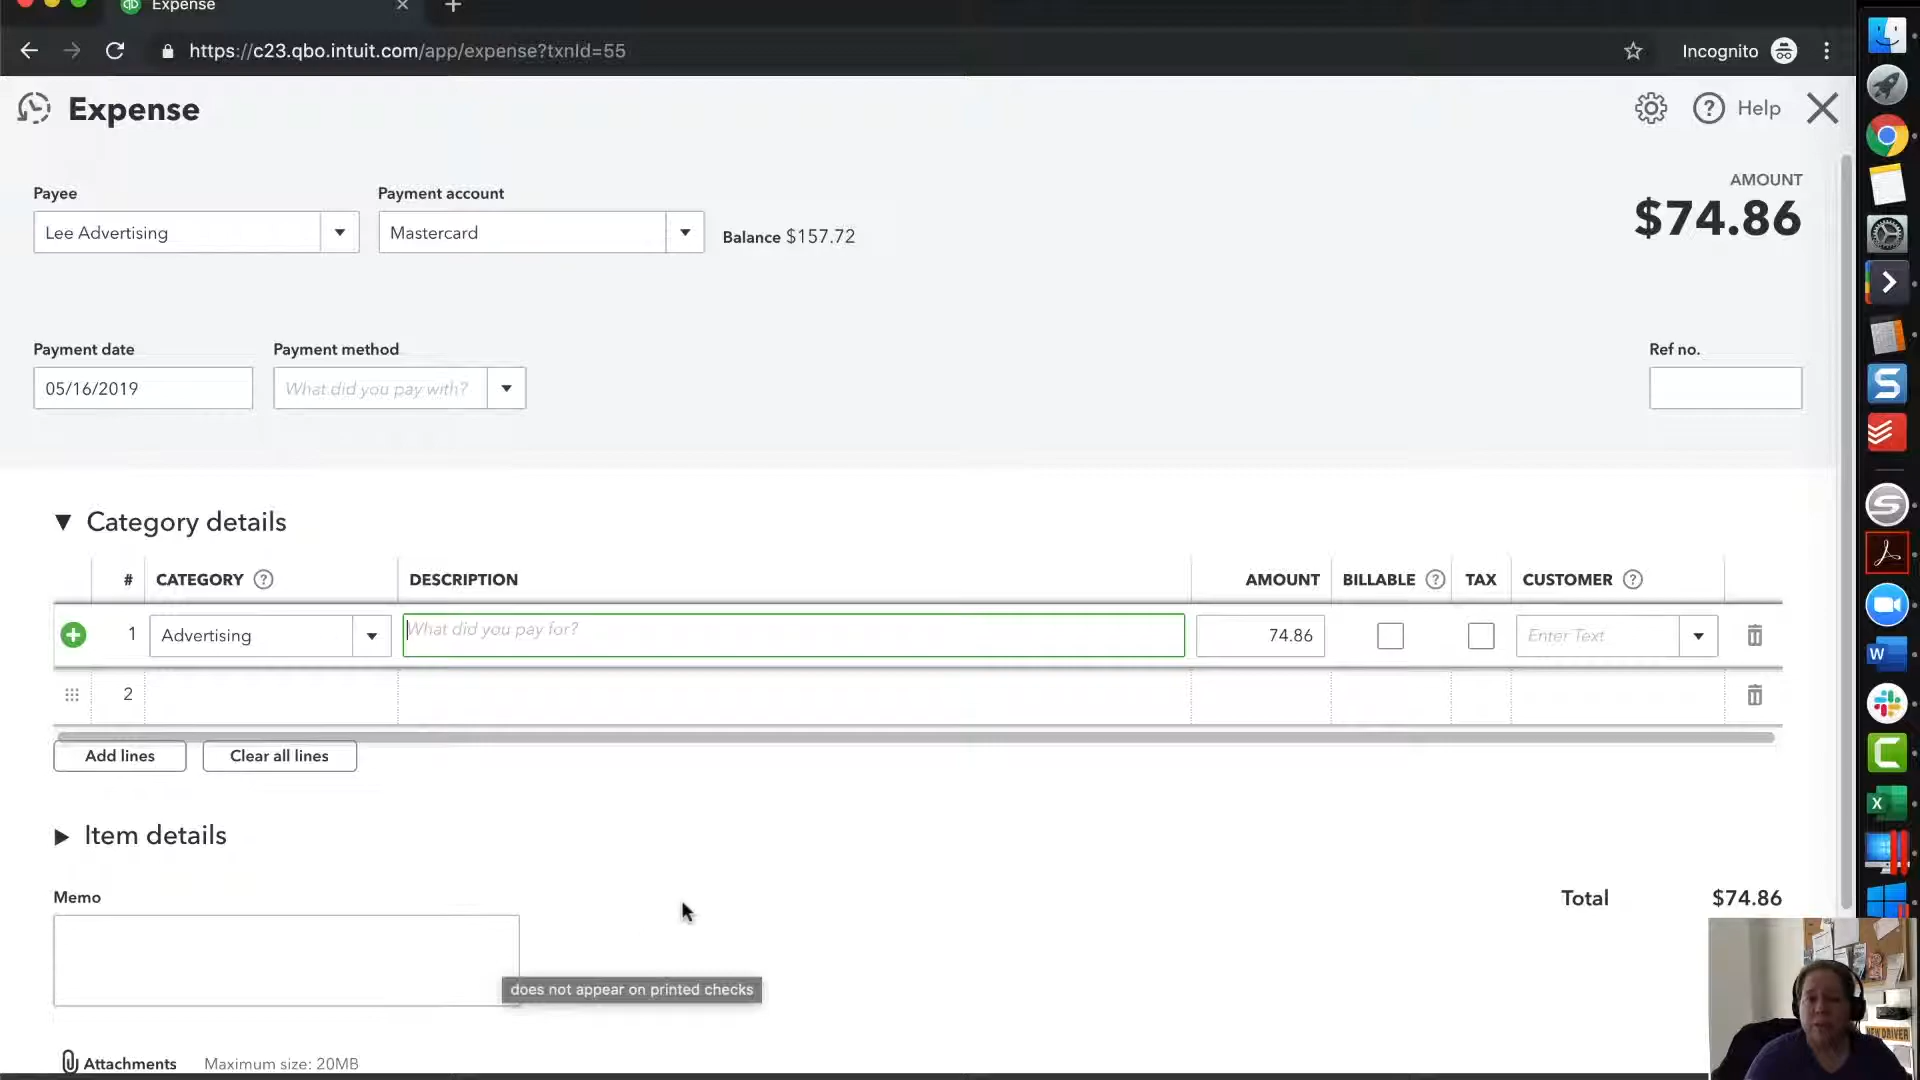 Expense
https://c23.qbo.intuit.com/app/expense?txnId=55
Incognito
Expense
Help
Payee
Payment account
AMOUNT
$74.86
Lee Advertising
Mastercard
Balance $157.72
Payment date
Payment method
Ref no.
05/16/2019
What did you pay with?
Category details
# CATEGORY DESCRIPTION AMOUNT BILLABLE TAX CUSTOMER
1 Advertising What did you pay for? 74.86 Enter Text
2
Add lines Clear all lines
Item details
Memo
Total $74.86
does not appear on printed checks
Attachments Maximum size: 20MB
NEW DRIVER